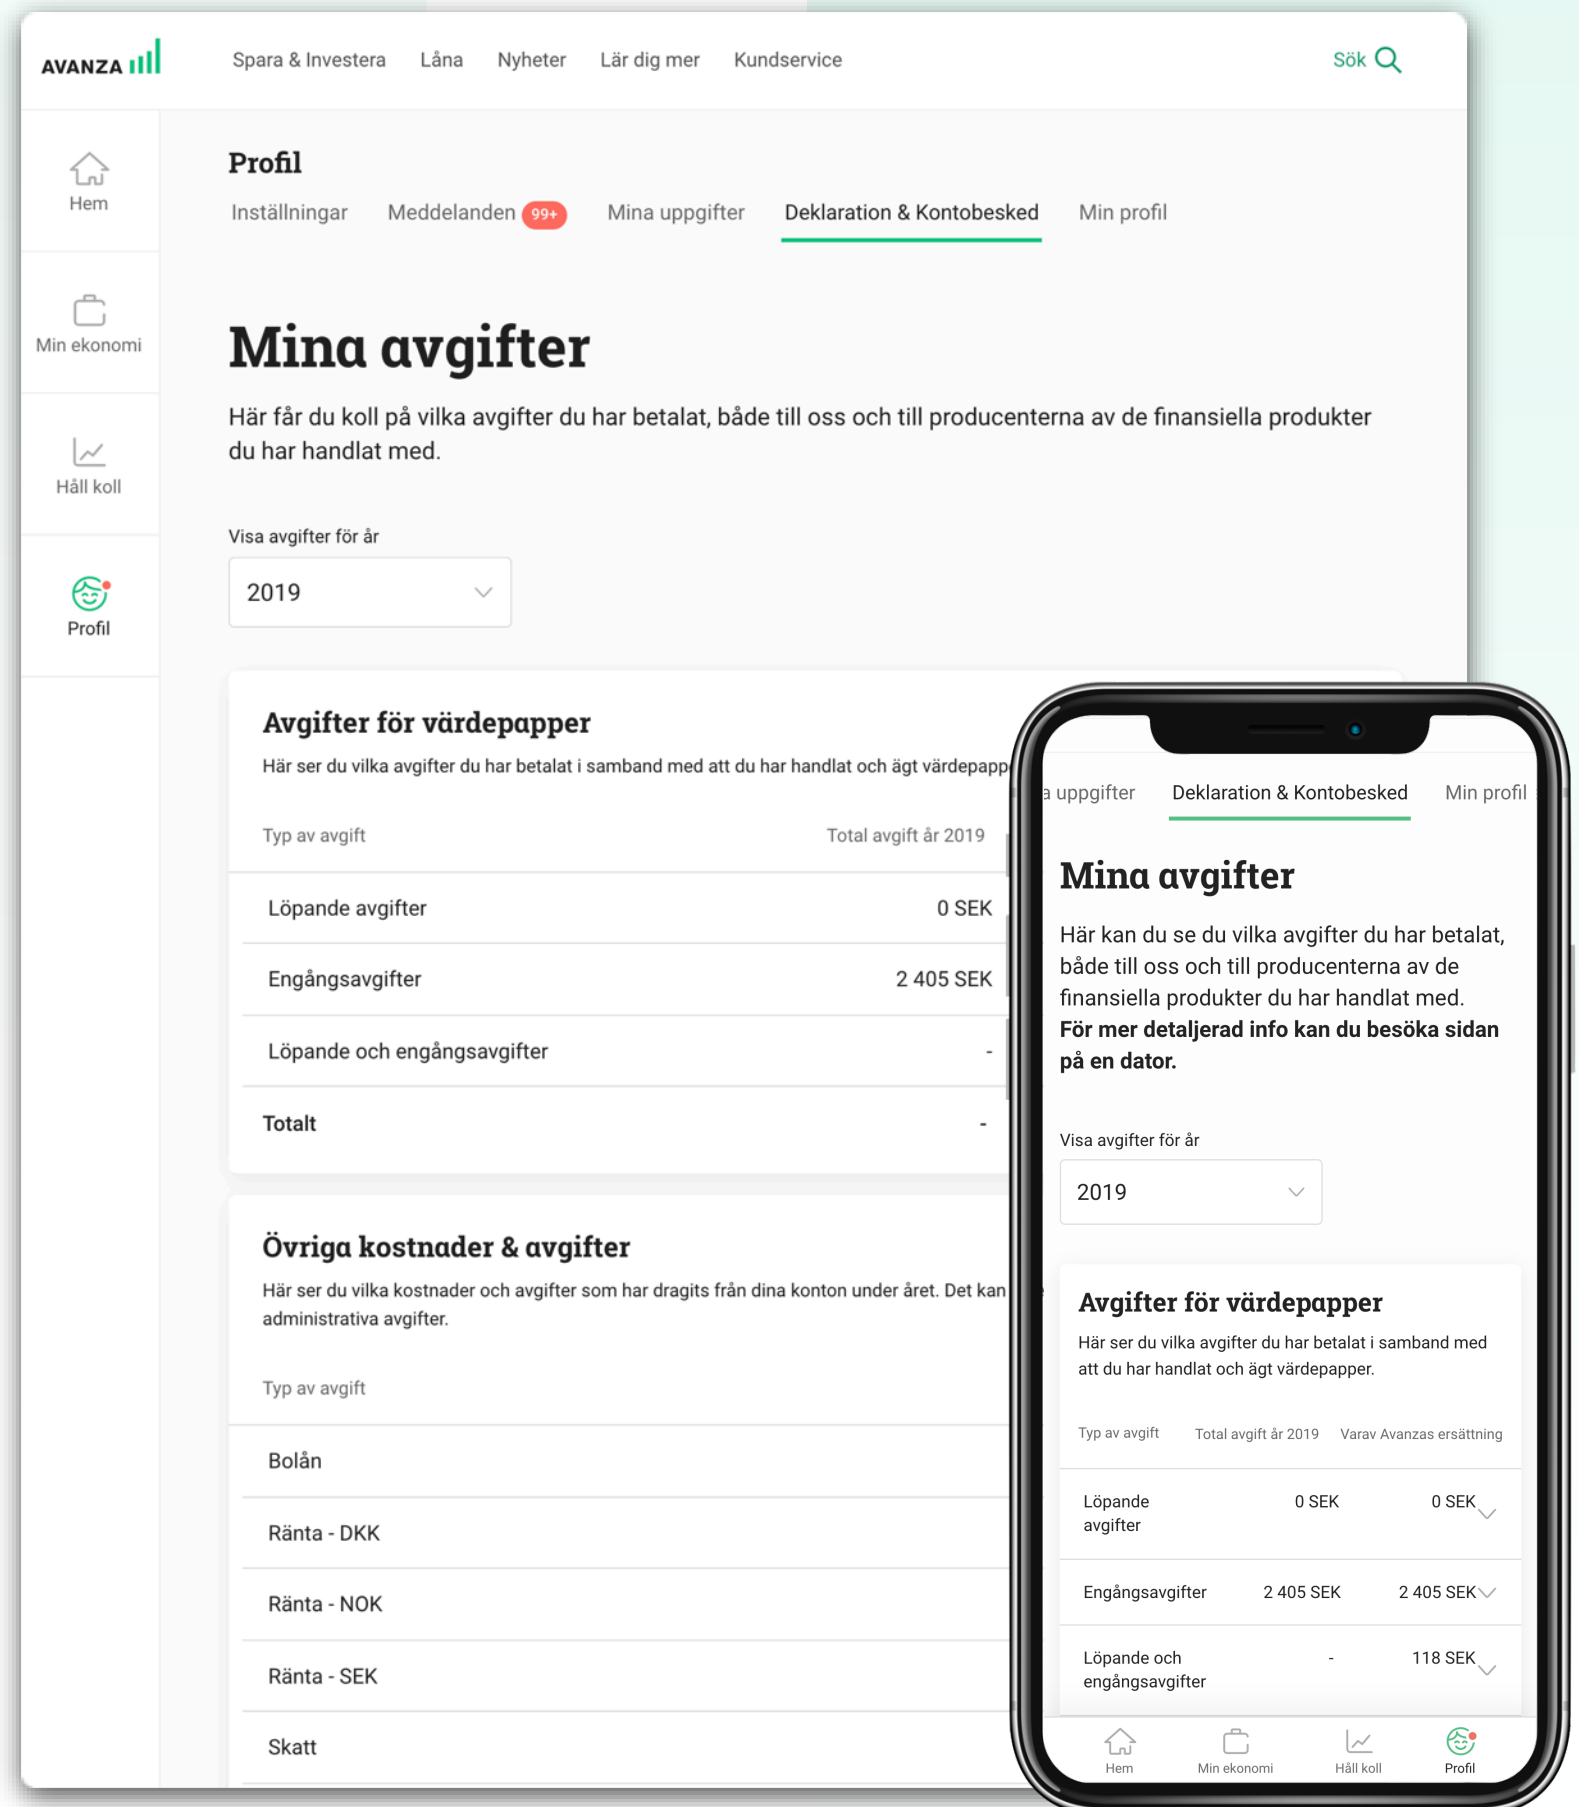 AVANZA
Spara & Investera Låna Nyheter Lär dig mer Kundservice Sök
Hem
Min ekonomi
Håll koll
Profil
Profil
Inställningar Meddelanden 99+ Mina uppgifter Deklaration & Kontobesked Min profil
Mina avgifter
Här får du koll på vilka avgifter du har betalat, både till oss och till producenterna av de finansiella produkter
du har handlat med.
Visa avgifter för år
2019
Avgifter för värdepapper
Här ser du vilka avgifter du har betalat i samband med att du har handlat och ägt
Typ av avgift Total avgift år 2019
Löpande avgifter 0 SEK
Engångsavgifter 2 405 SEK
Löpande och engångsavgifter -
Totalt -
Övriga kostnader & avgifter
Här ser du vilka kostnader och avgifter som har dragits från dina konton under året. Det kan
administrativa avgifter.
Typ av avgift
Bolån
Ränta - DKK
Ränta - NOK
Ränta - SEK
Skatt
uppgifter Deklaration & Kontobesked Min profil
Mina avgifter
Här kan du se du vilka avgifter du har betalat,
både till oss och till producenterna av de
finansiella produkter du har handlat med.
För mer detaljerad info kan du besöka sidan
på en dator.
Visa avgifter för år
2019
Avgifter för värdepapper
Här ser du vilka avgifter du har betalat i samband med
att du har handlat och ägt värdepapper.
Typ av avgift Total avgift år 2019 Varav Avanzas ersättning
Löpande
avgifter 0 SEK 0 SEK
Engångsavgifter 2 405 SEK 2 405 SEK
Löpande och
engångsavgifter - 118 SEK
Hem Min ekonomi Håll koll Profil